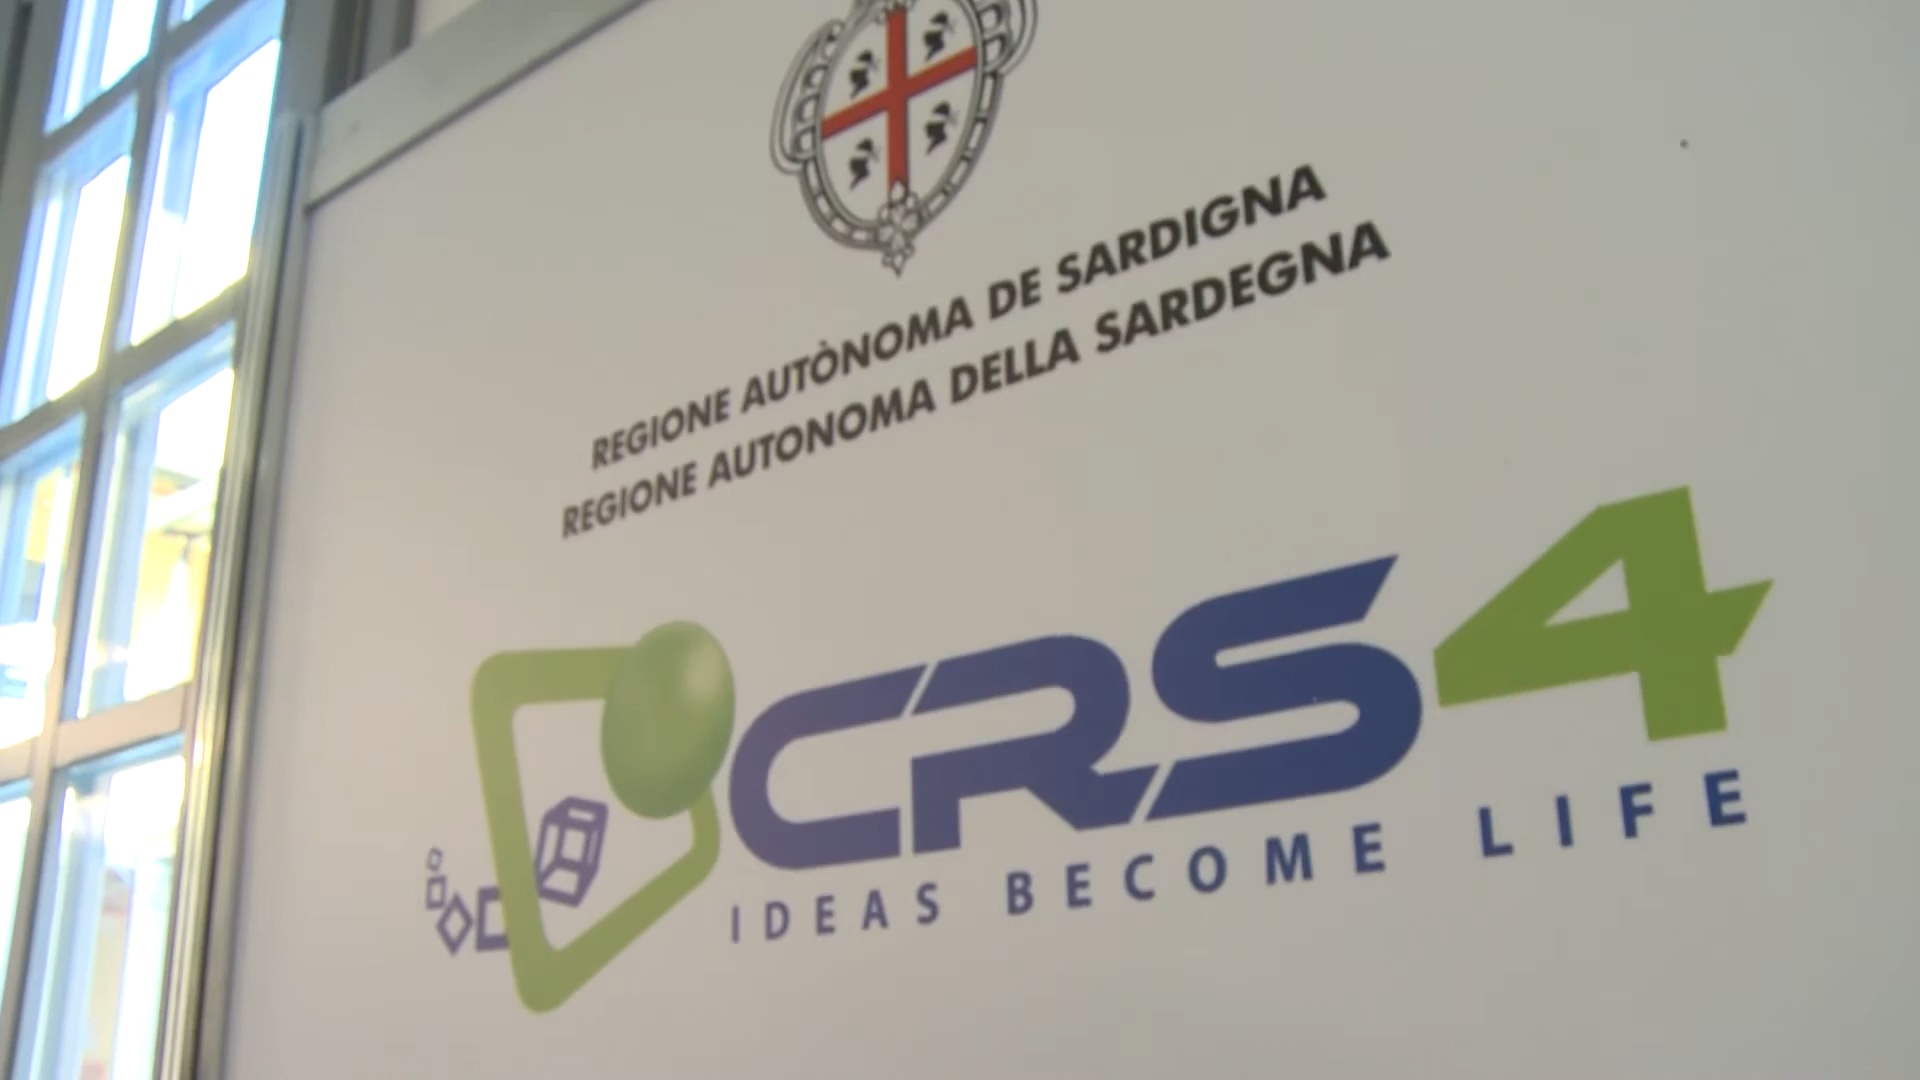 REGIONE AUTÒNOMA DE SARDIGNA
REGIONE AUTONOMA DELLA SARDEGNA
CRS4
IDEAS BECOME LIFE